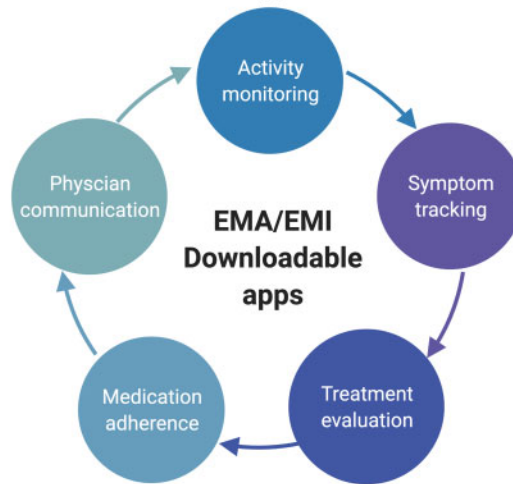 Activity
monitoring
Symptom
tracking
Treatment
evaluation
Medication
adherence
Physcian
communication
EMA/EMI
Downloadable
apps